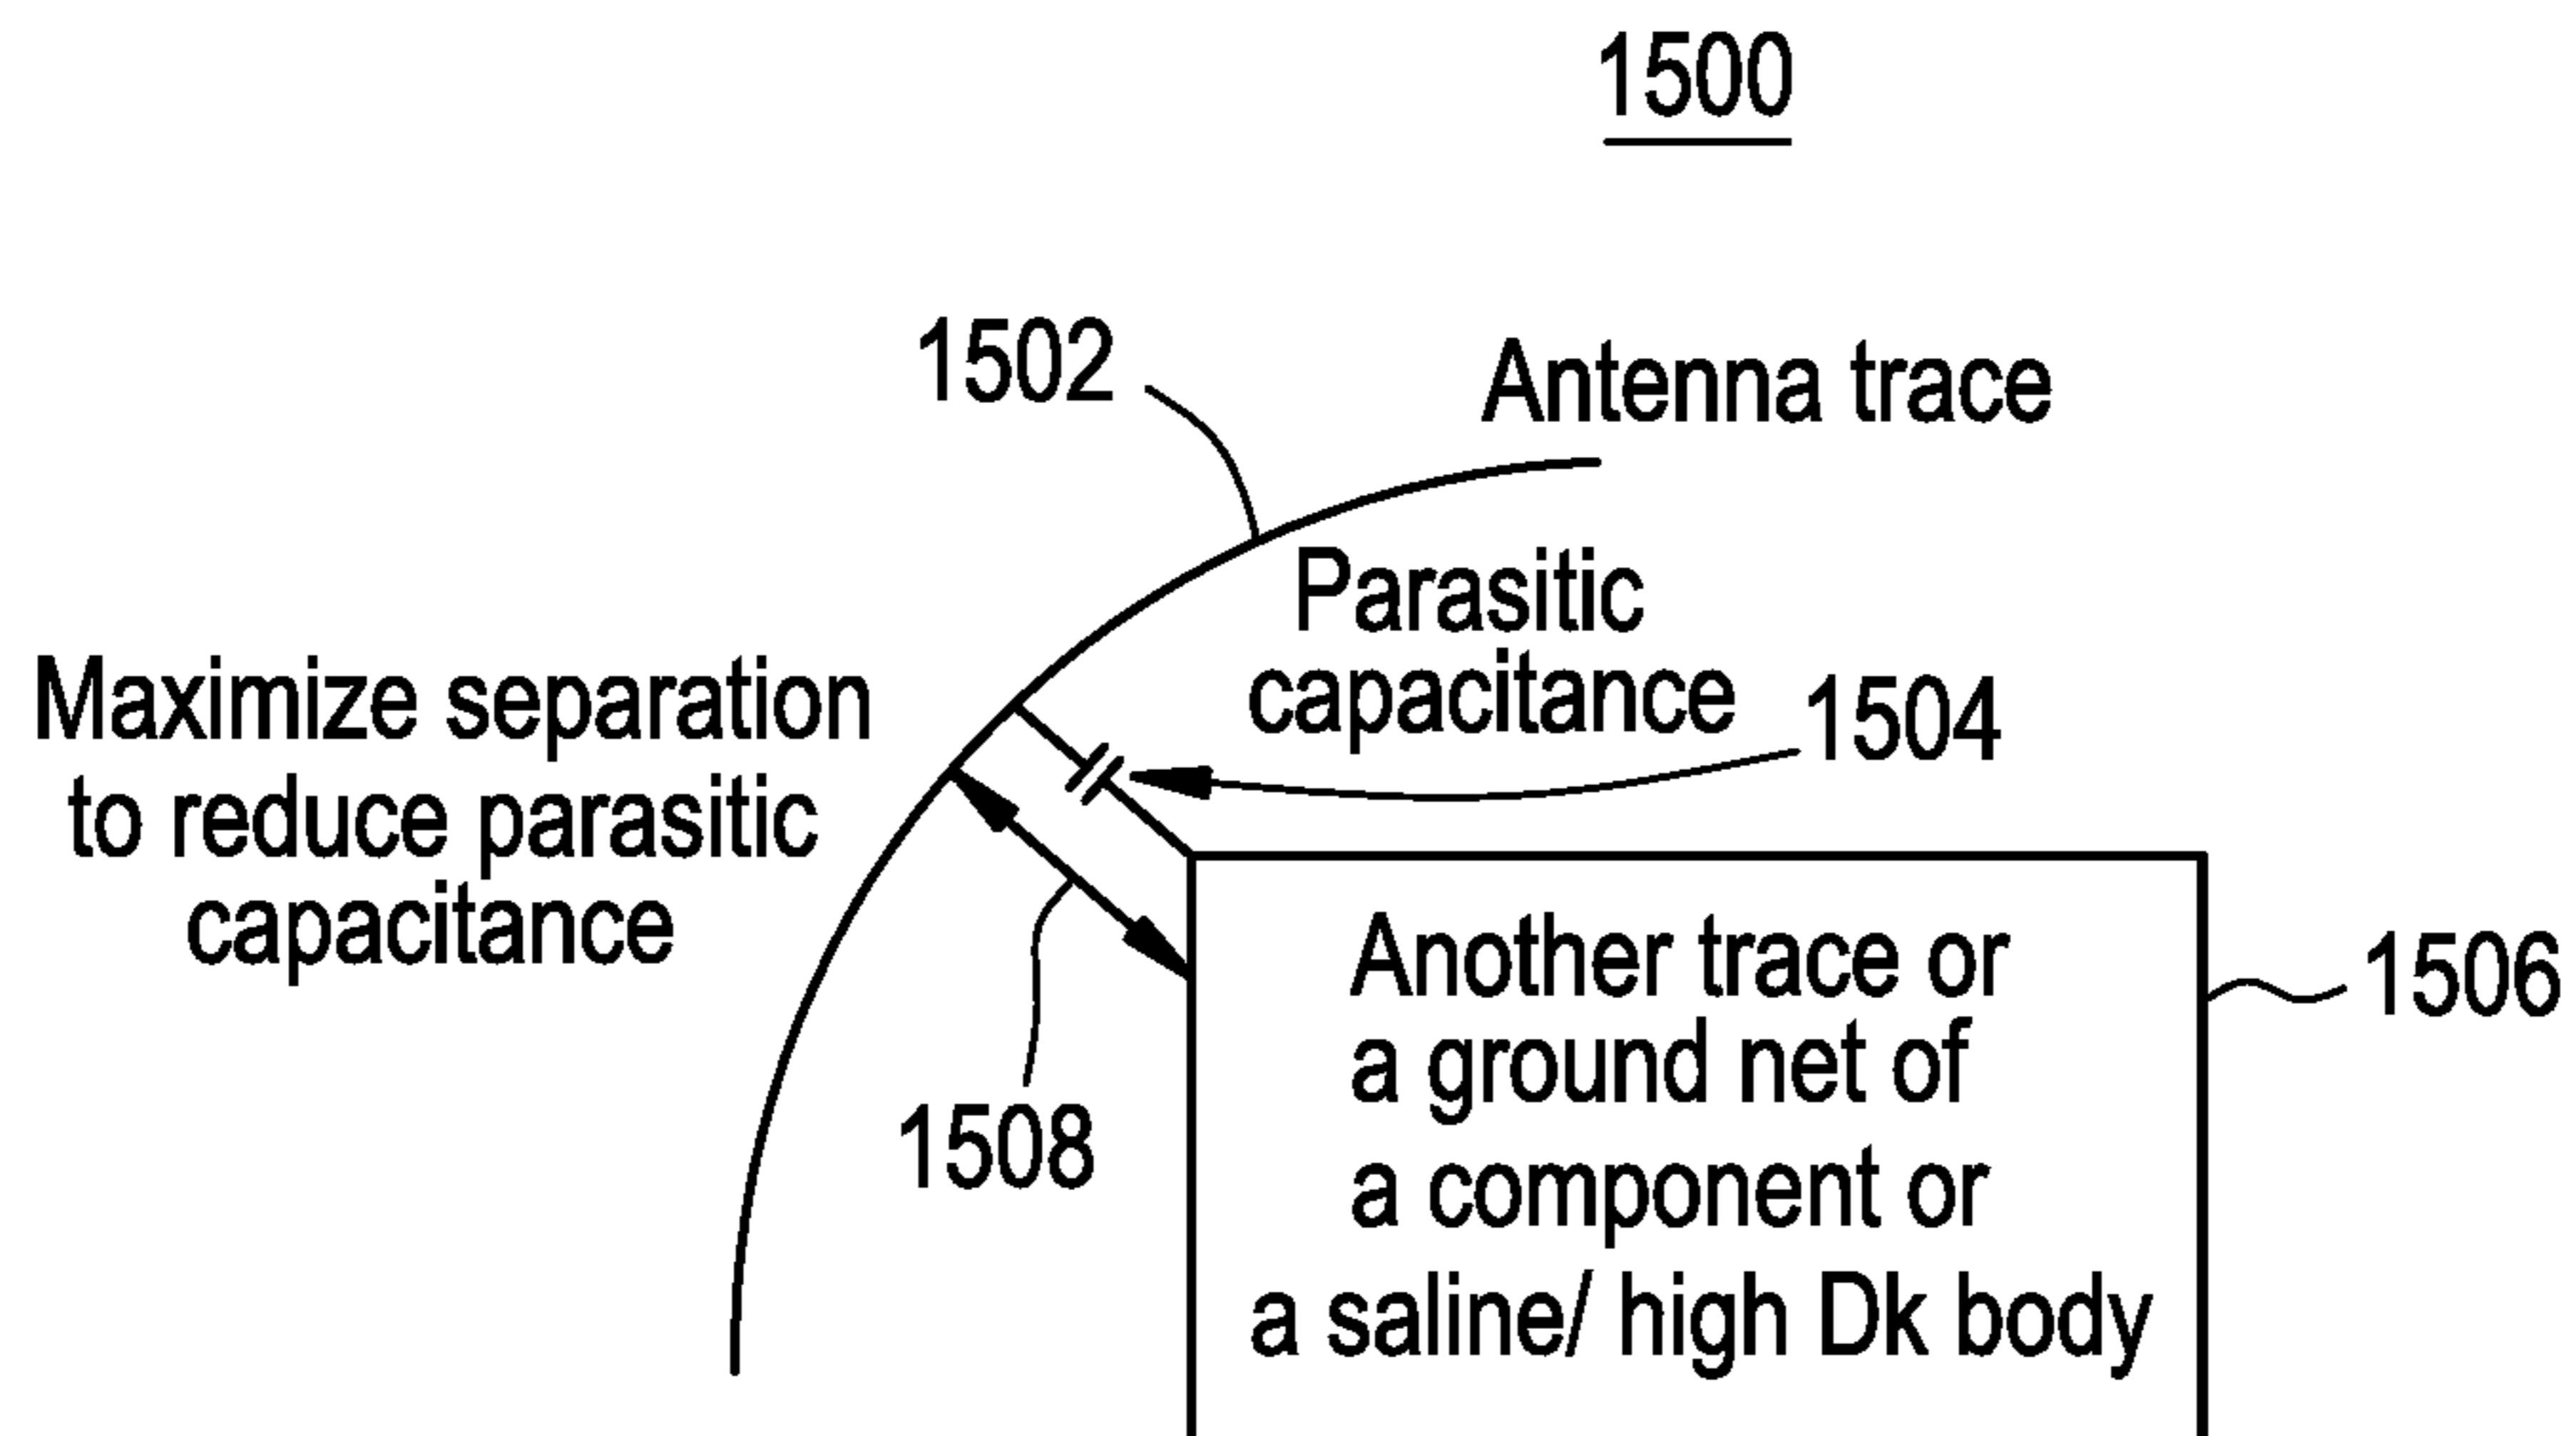 1500
1502
Antenna trace
Parasitic
capacitance
1504
Maximize separation
to reduce parasitic
capacitance
1508
Another trace or
a ground net of
a component or
a saline/ high Dk body
1506